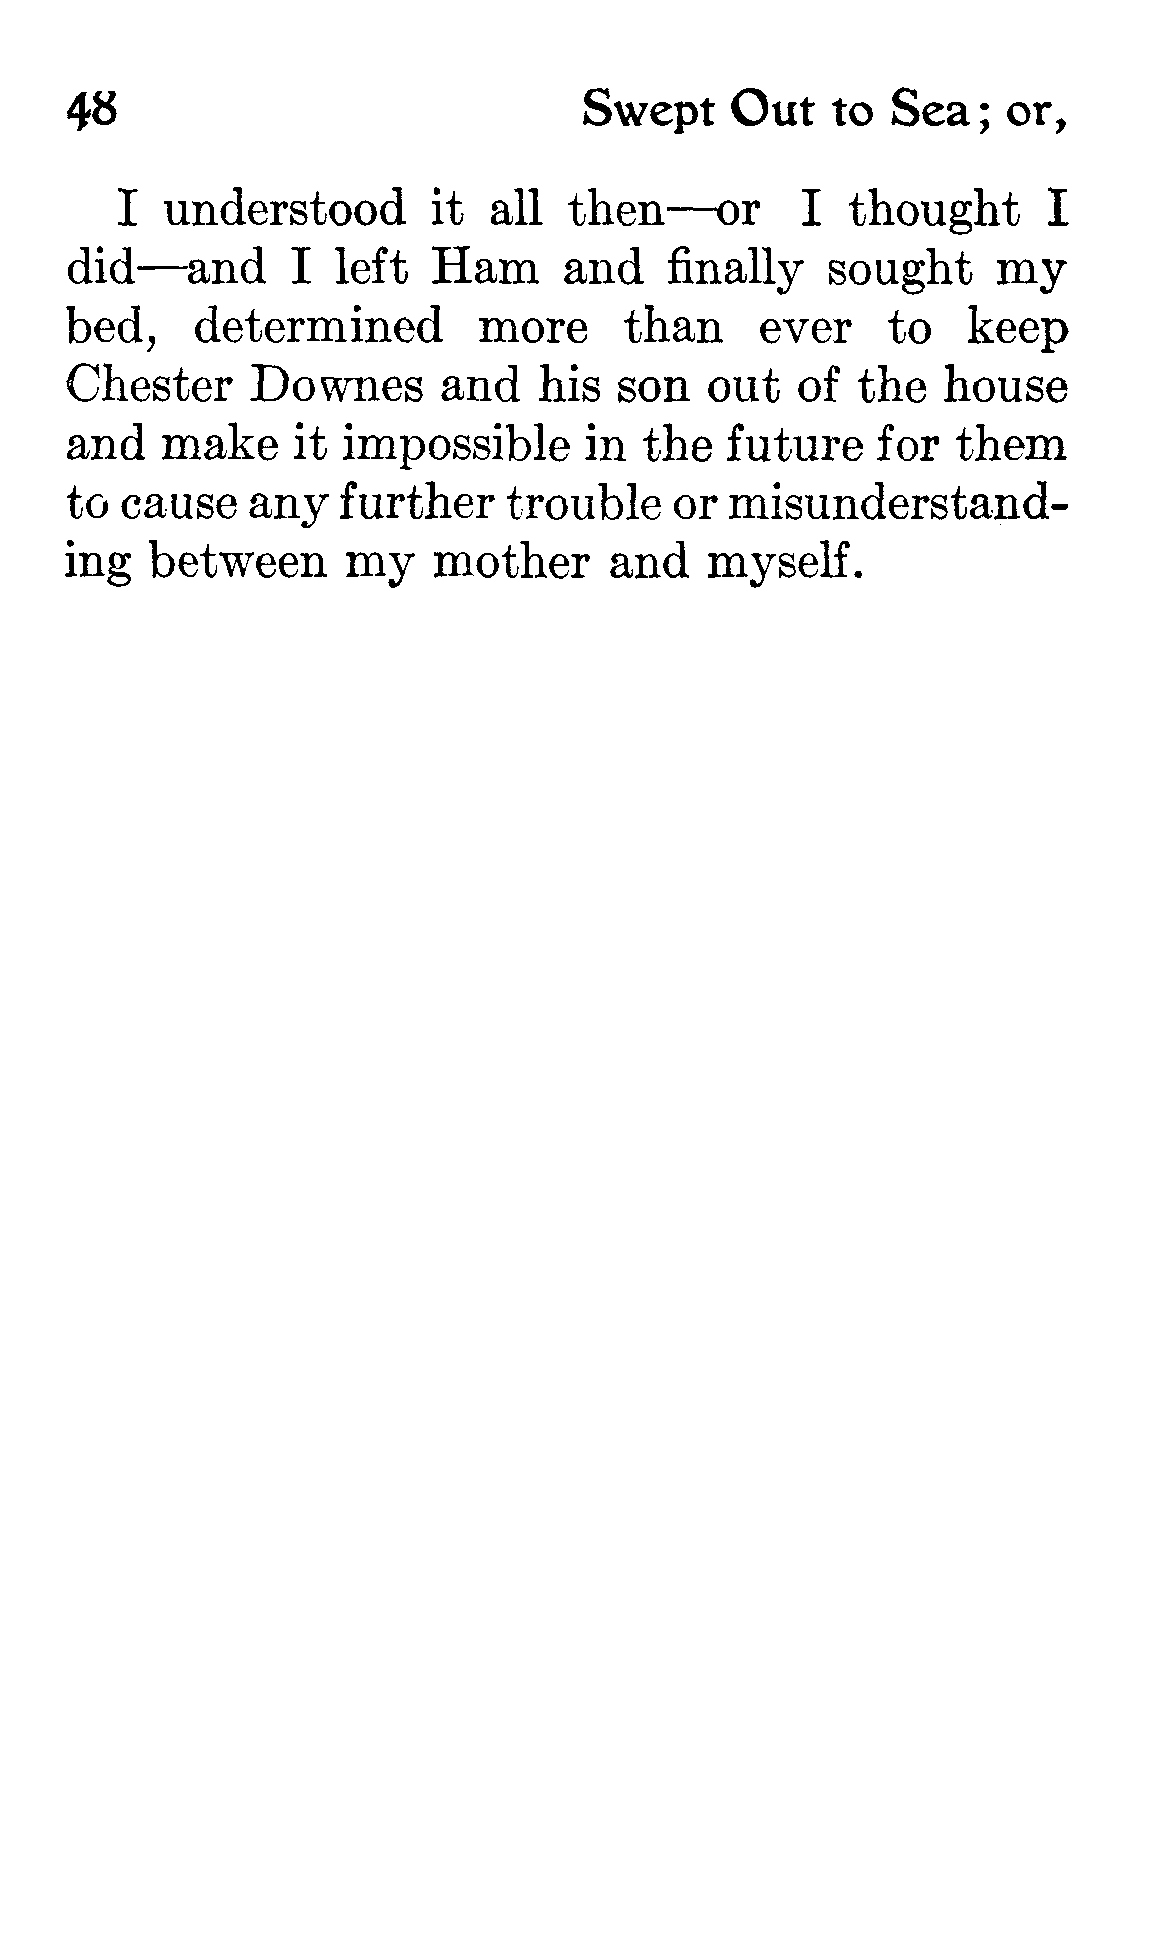 48 Swept Out to Sea; or,
I understood it all then—or I thought I
did—and I left Ham and finally sought my
bed, determined more than ever to keep
Chester Downes and his son out of the house
and make it impossible in the future for them
to cause any further trouble or misunderstand-
ing between my mother and myself.